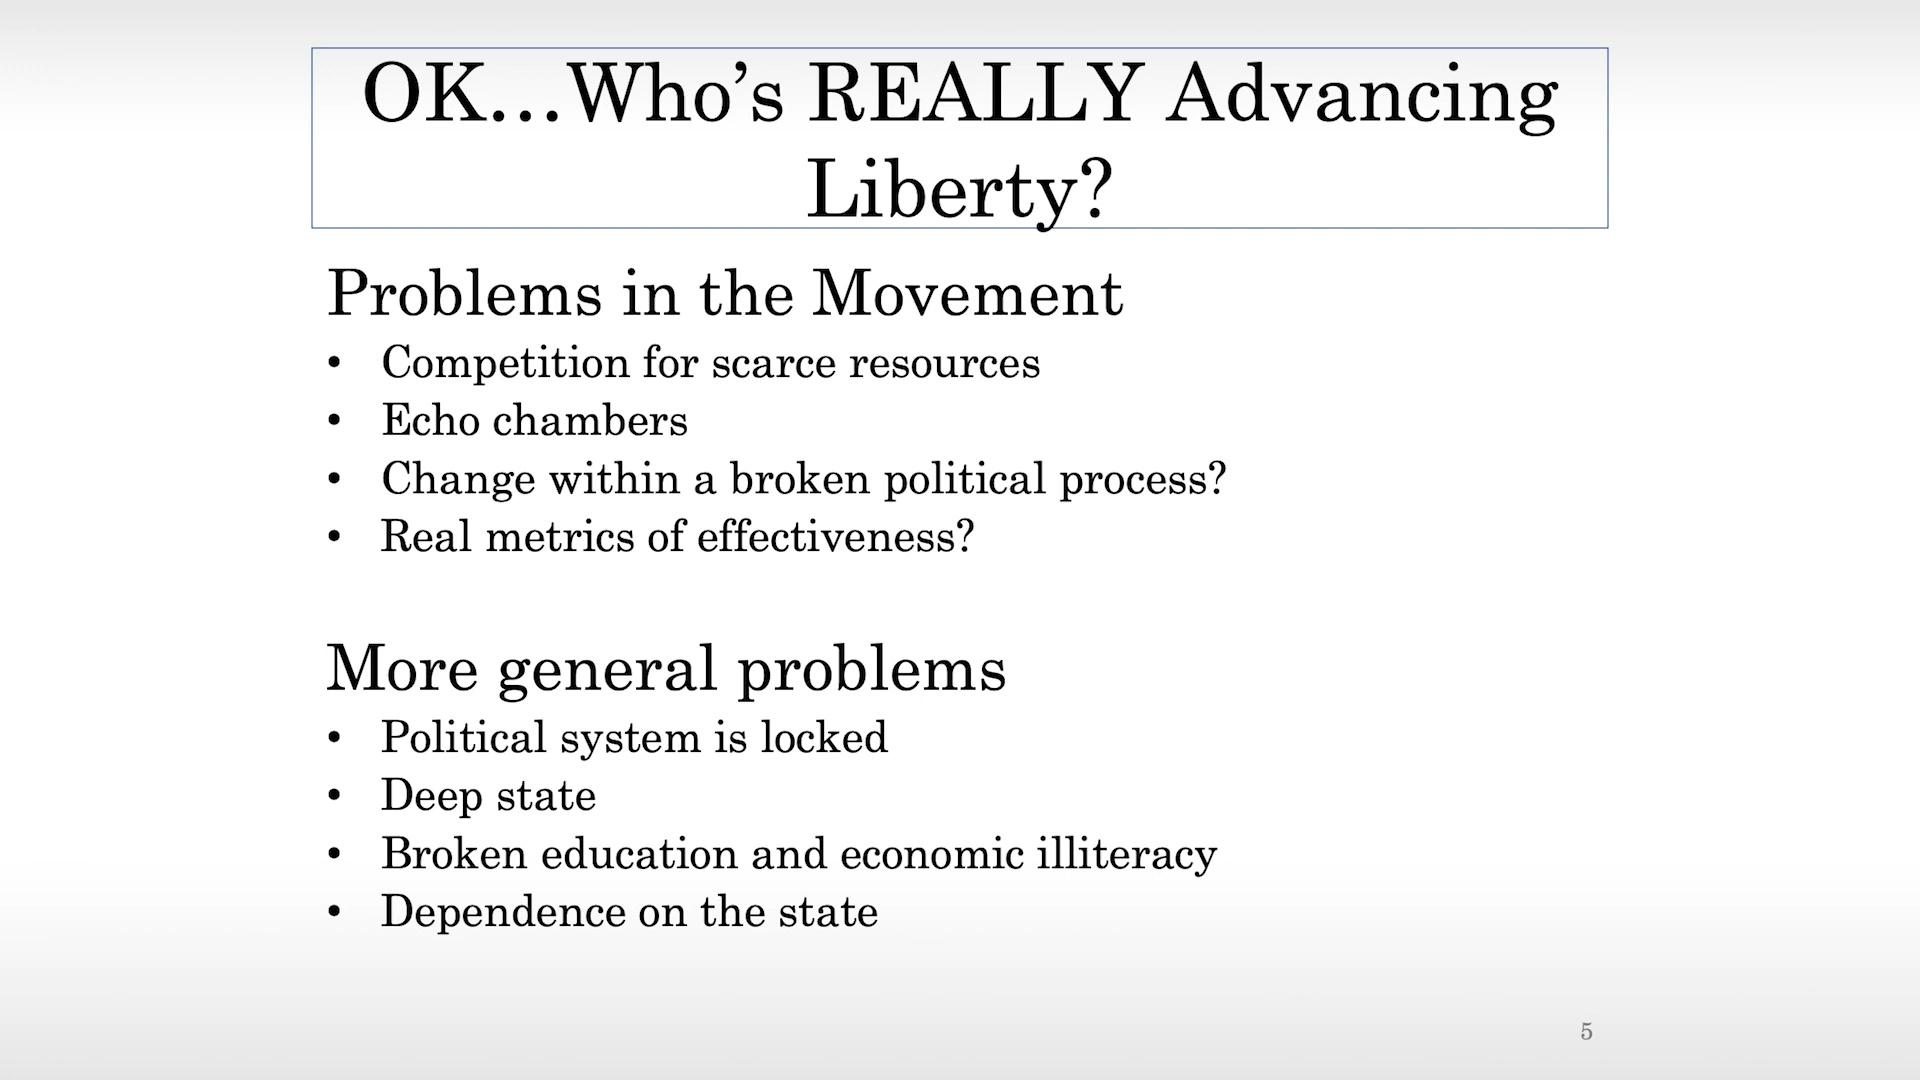 OK…Who’s REALLY Advancing
Liberty?
Problems in the Movement
• Competition for scarce resources
• Echo chambers
• Change within a broken political process?
• Real metrics of effectiveness?
More general problems
• Political system is locked
• Deep state
• Broken education and economic illiteracy
• Dependence on the state
5